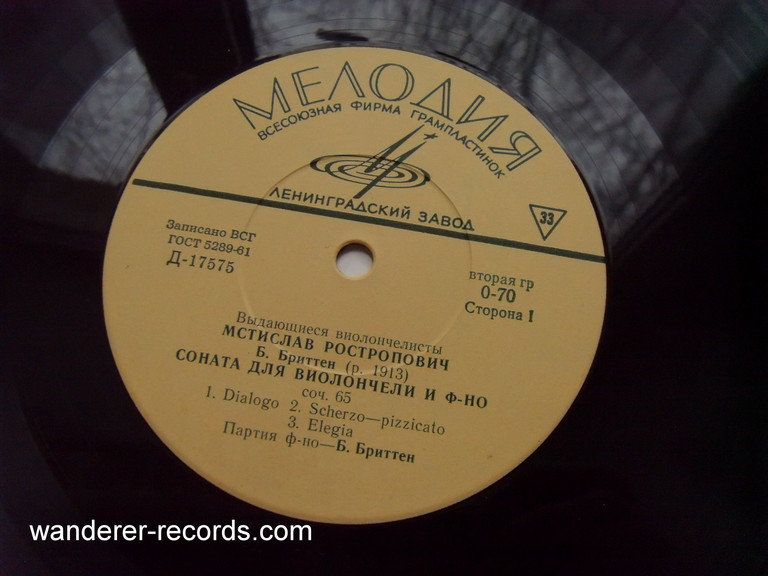 МЕЛОДИЯ
ВСЕСОЮЗНАЯ ФИРМА ГРАМПЛАСТИНОК
ЛЕНИНГРАДСКИЙ ЗАВОД
33
Записано ВСГ
ГОСТ 5289-61
Д-17575
вторая гр
0-70
Сторона I
Выдающиеся виолончелисты
МСТИСЛАВ РОСТРОПОВИЧ
Б. Бриттен (р. 1913)
СОНАТА ДЛЯ ВИОЛОНЧЕЛИ И Ф-НО
соч. 65
1. Dialogo 2. Scherzo—pizzicato
3. Elegia
Партия ф-но—Б. Бриттен
wanderer-records.com